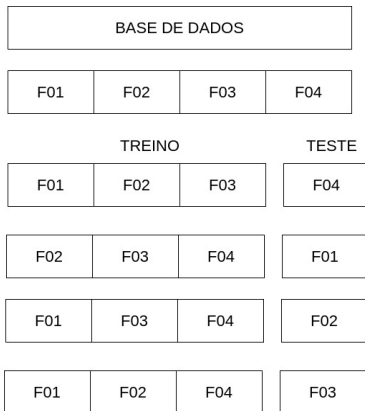 BASE DE DADOS
F01 F02 F03 F04
TREINO TESTE
F01 F02 F03 F04
F02 F03 F04 F01
F01 F03 F04 F02
F01 F02 F04 F03